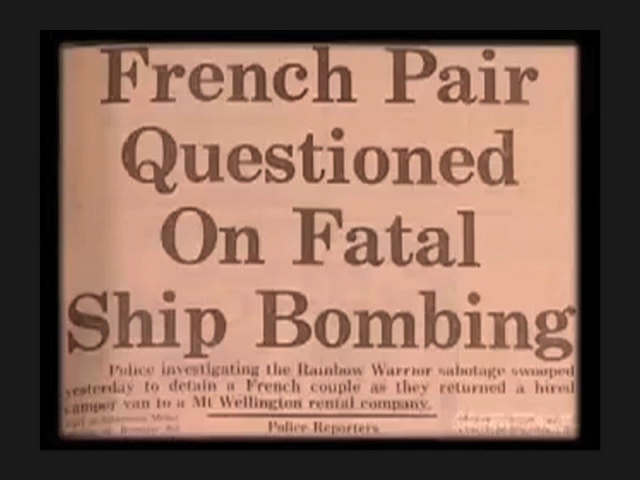 French Pair
Questioned
On Fatal
Ship Bombing
Police investigating the Rainbow Warrior sabotage swooped
yesterday to detain a French couple as they returned a hired
camper van to a Mt Wellington rental company.
Police Reporters